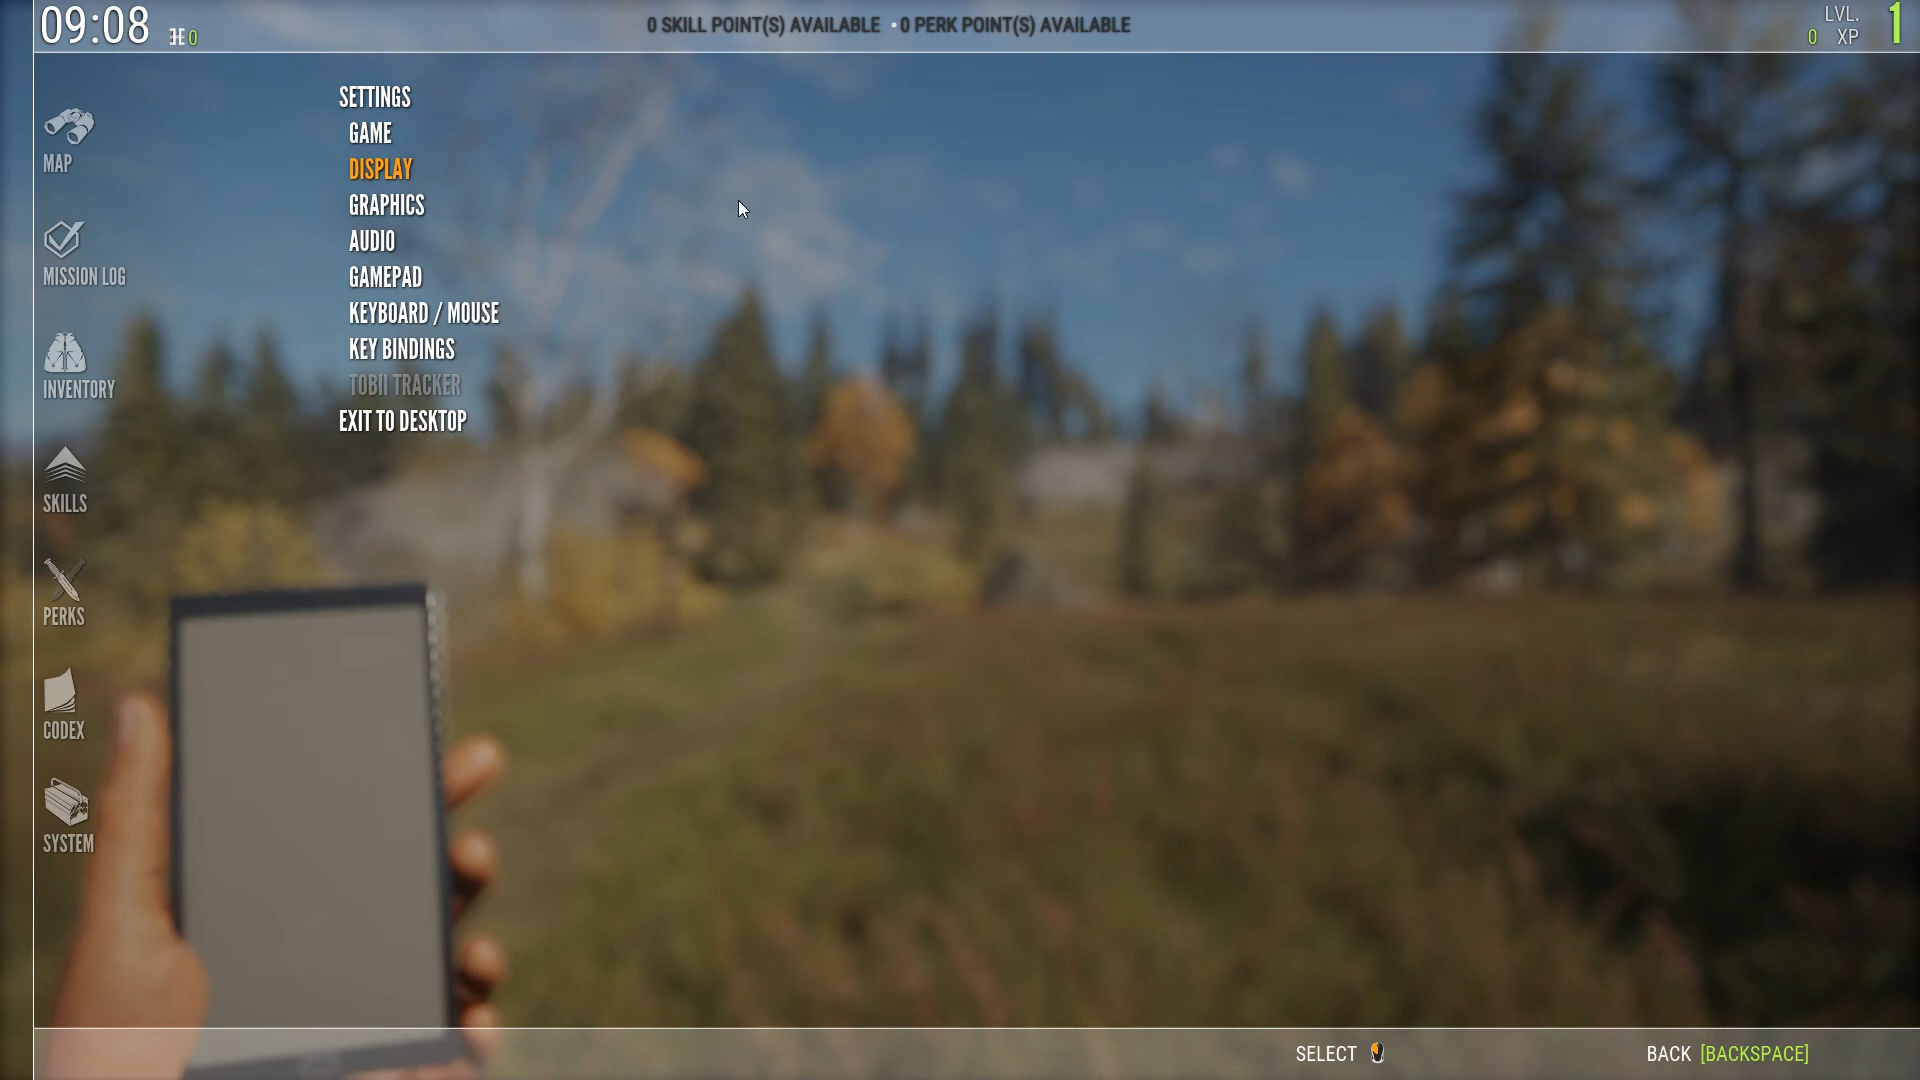 09:08
0
0 SKILL POINT(S) AVAILABLE • 0 PERK POINT(S) AVAILABLE
LVL.
0 XP
1
MAP
MISSION LOG
INVENTORY
SKILLS
PERKS
CODEX
SYSTEM
SETTINGS
GAME
DISPLAY
GRAPHICS
AUDIO
GAMEPAD
KEYBOARD / MOUSE
KEY BINDINGS
TOBII TRACKER
EXIT TO DESKTOP
SELECT
BACK [BACKSPACE]